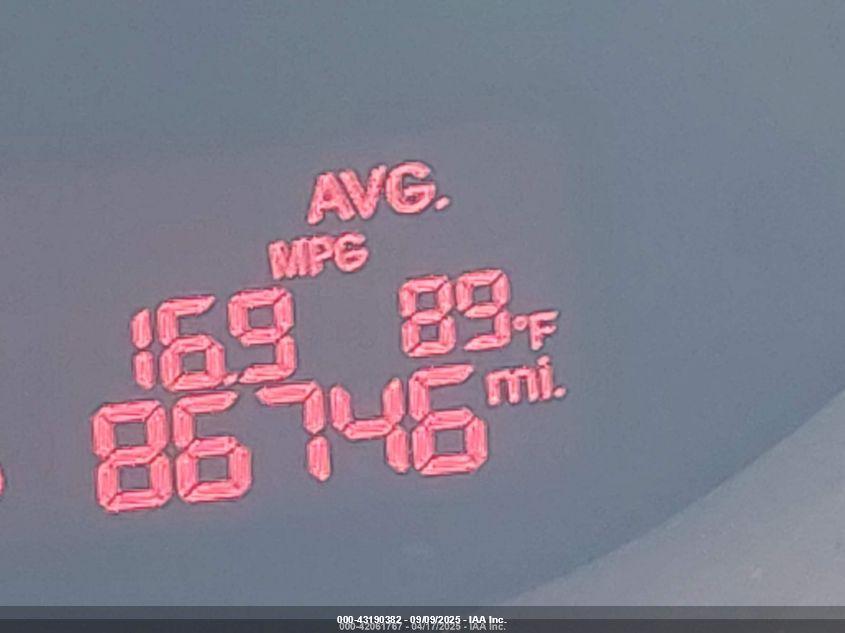 AVG.
MPG
16.9 89°F
86746 mi.
000-43190382 - 09/09/2025 - IAA Inc.
000-42061767 - 04/17/2025 - IAA Inc.